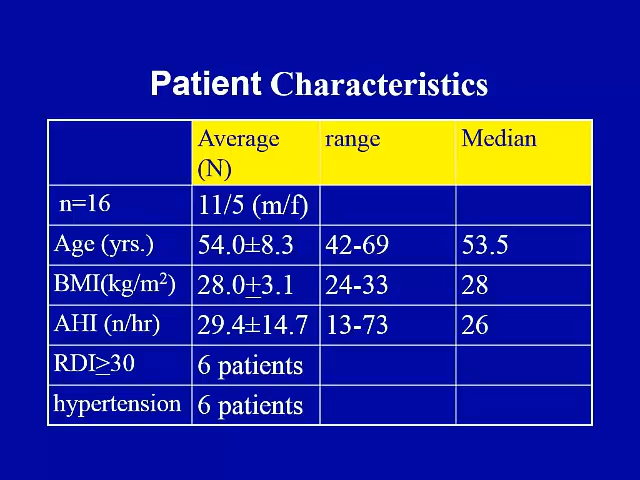 Patient Characteristics
Average (N) range Median
n=16 11/5 (m/f)
Age (yrs.) 54.0±8.3 42-69 53.5
BMI(kg/m²) 28.0±3.1 24-33 28
AHI (n/hr) 29.4±14.7 13-73 26
RDI≥30 6 patients
hypertension 6 patients